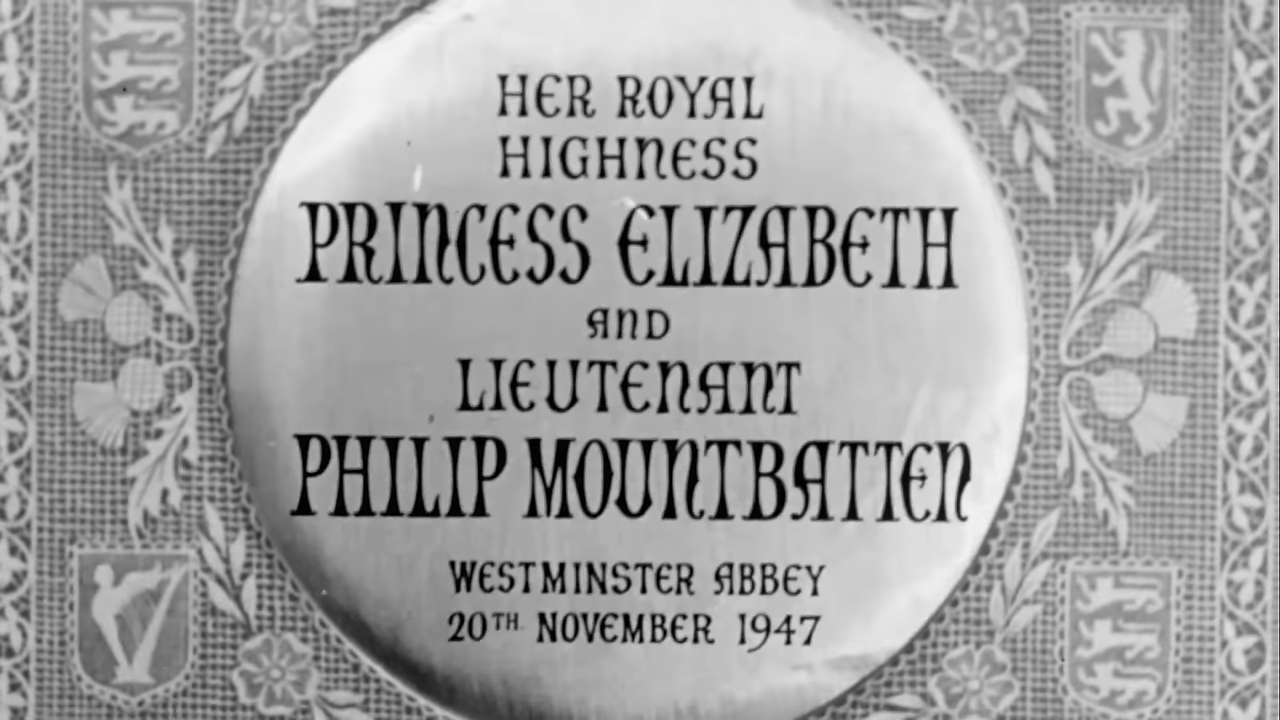 HER ROYAL
HIGHNESS
PRINCESS ELIZABETH
AND
LIEUTENANT
PHILIP MOUNTBATTEN
WESTMINSTER ABBEY
20TH NOVEMBER 1947